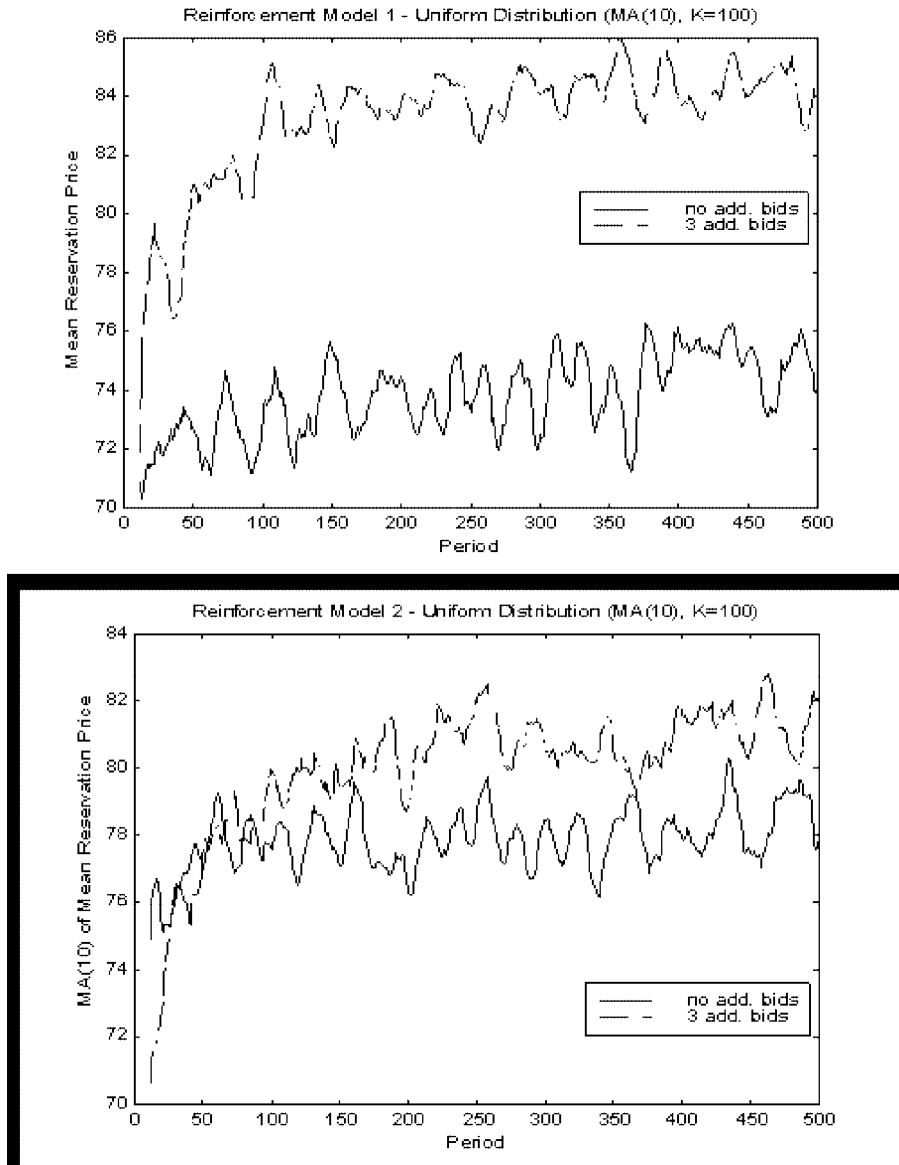 Reinforcement Model 1 - Uniform Distribution (MA(10), K=100)
86
84
82
80
78
76
74
72
70
Mean Reservation Price
no add. bids
3 add. bids
0 50 100 150 200 250 300 350 400 450 500
Period
Reinforcement Model 2 - Uniform Distribution (MA(10), K=100)
84
82
80
78
76
74
72
70
MA(10) of Mean Reservation Price
no add. bids
3 add. bids
0 50 100 150 200 250 300 350 400 450 500
Period